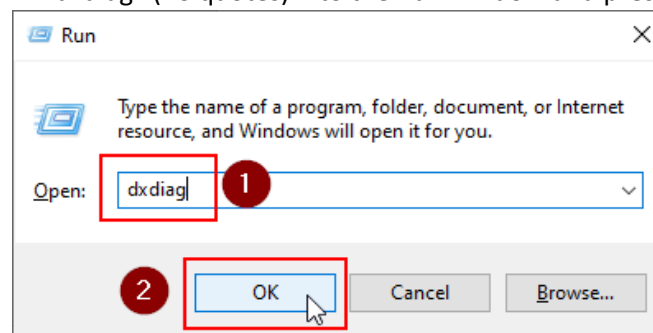 Run
Type the name of a program, folder, document, or Internet
resource, and Windows will open it for you.
Open: dxdiag 1
2 OK Cancel Browse...